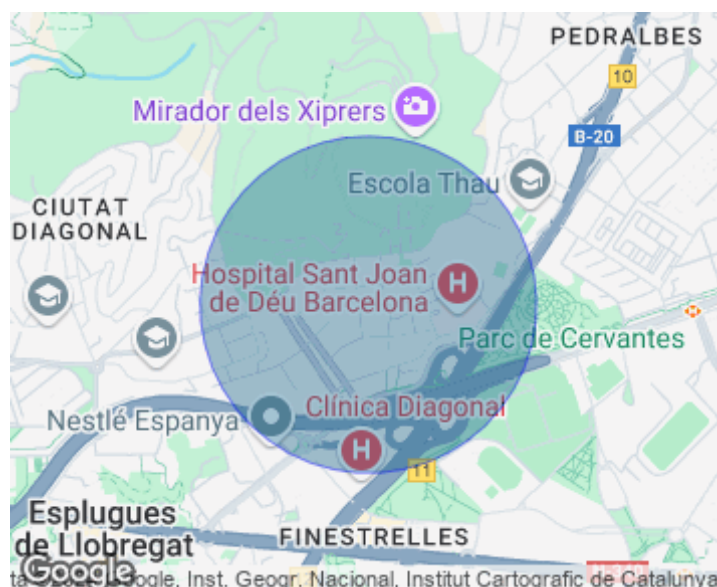 PEDRALBES
10
Mirador dels Xiprers
B-20
Escola Thau
CIUTAT
DIAGONAL
Hospital Sant Joan
de Déu Barcelona
H
Parc de Cervantes
Clínica Diagonal
Nestlé Espanya
H
11
Esplugues
de Llobregat
FINESTRELLES
Google
Google, Inst. Geogr. Nacional, Institut Cartografic de Catalunya